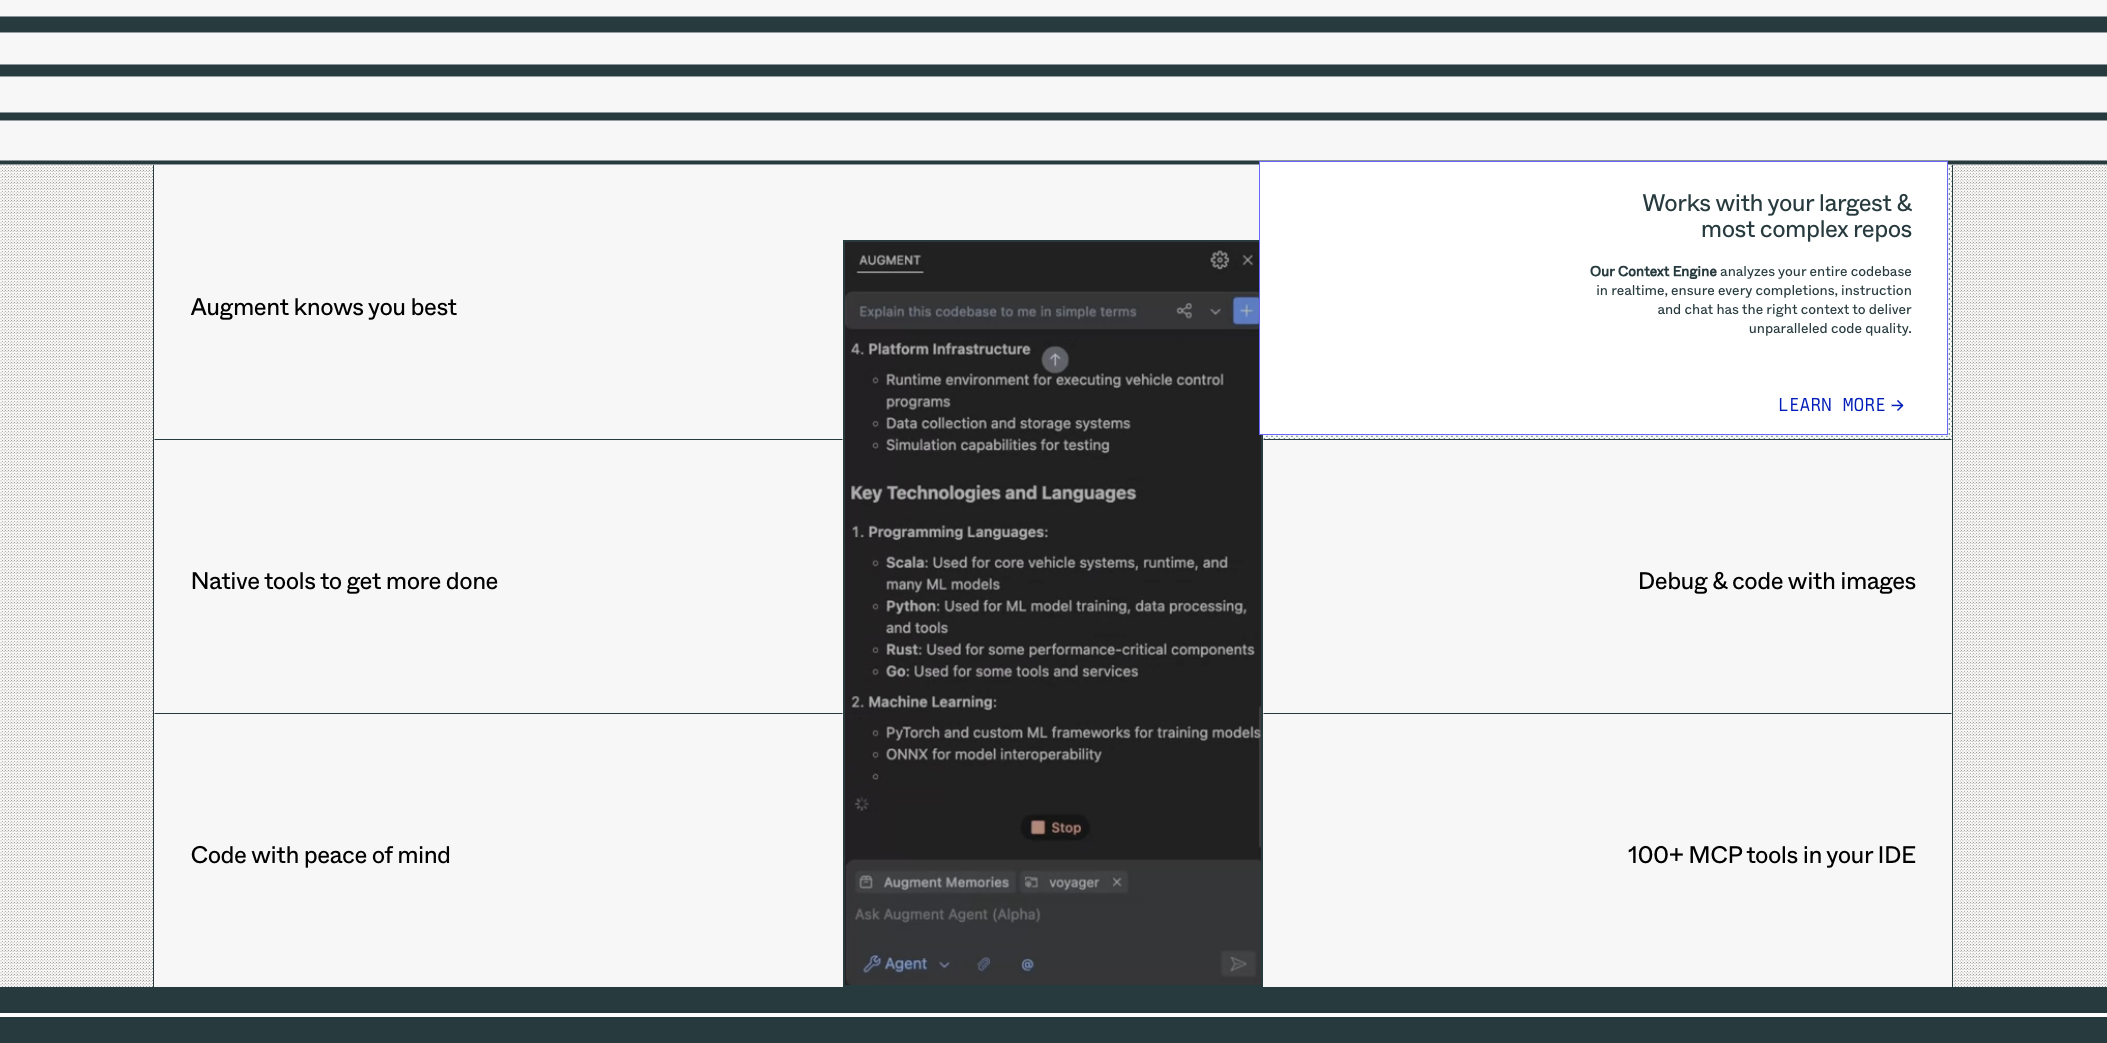 Augment knows you best
Native tools to get more done
Code with peace of mind
AUGMENT
Explain this codebase to me in simple terms
4. Platform Infrastructure
Runtime environment for executing vehicle control
programs
Data collection and storage systems
Simulation capabilities for testing
Key Technologies and Languages
1. Programming Languages:
Scala: Used for core vehicle systems, runtime, and
many ML models
Python: Used for ML model training, data processing,
and tools
Rust: Used for some performance-critical components
Go: Used for some tools and services
2. Machine Learning:
PyTorch and custom ML frameworks for training models
ONNX for model interoperability
Stop
Augment Memories voyager
Ask Augment Agent (Alpha)
Agent @
Works with your largest &
most complex repos
Our Context Engine analyzes your entire codebase
in realtime, ensure every completions, instruction
and chat has the right context to deliver
unparalleled code quality.
LEARN MORE →
Debug & code with images
100+ MCP tools in your IDE